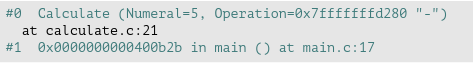 #0  Calculate (Numeral=5, Operation=0x7fffffffd280 "-")
    at calculate.c:21
#1  0x0000000000400b2b in main () at main.c:17